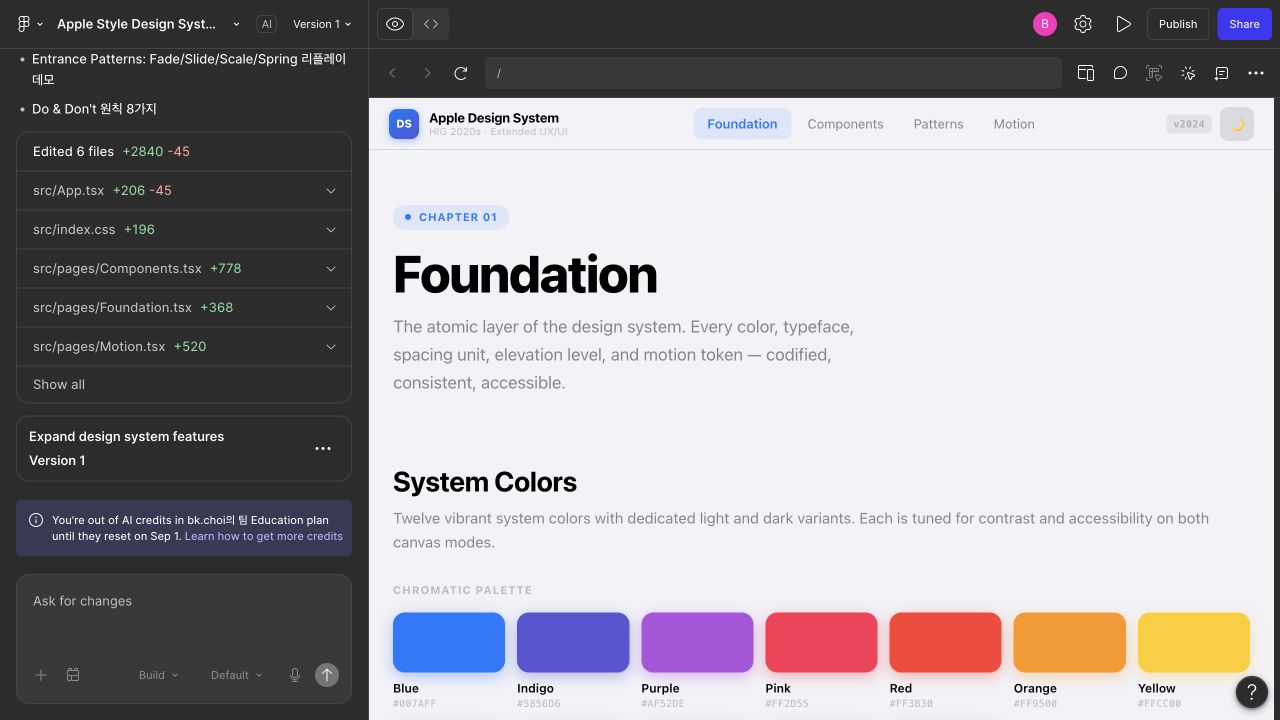 Apple Style Design Syst...
AI
Version 1
B
Publish
Share
Entrance Patterns: Fade/Slide/Scale/Spring 리플레이
데모
Do & Don't 원칙 8가지
Edited 6 files +2840 -45
src/App.tsx +206 -45
src/index.css +196
src/pages/Components.tsx +778
src/pages/Foundation.tsx +368
src/pages/Motion.tsx +520
Show all
Expand design system features
Version 1
You're out of AI credits in bk.choi의 팀 Education plan
until they reset on Sep 1. Learn how to get more credits
Ask for changes
Build
Default
/
DS
Apple Design System
HIG 2020s · Extended UX/UI
Foundation
Components
Patterns
Motion
v2024
CHAPTER 01
Foundation
The atomic layer of the design system. Every color, typeface,
spacing unit, elevation level, and motion token — codified,
consistent, accessible.
System Colors
Twelve vibrant system colors with dedicated light and dark variants. Each is tuned for contrast and accessibility on both
canvas modes.
CHROMATIC PALETTE
Blue
#007AFF
Indigo
#5856D6
Purple
#AF52DE
Pink
#FF2D55
Red
#FF3B30
Orange
#FF9500
Yellow
#FFCC00
?